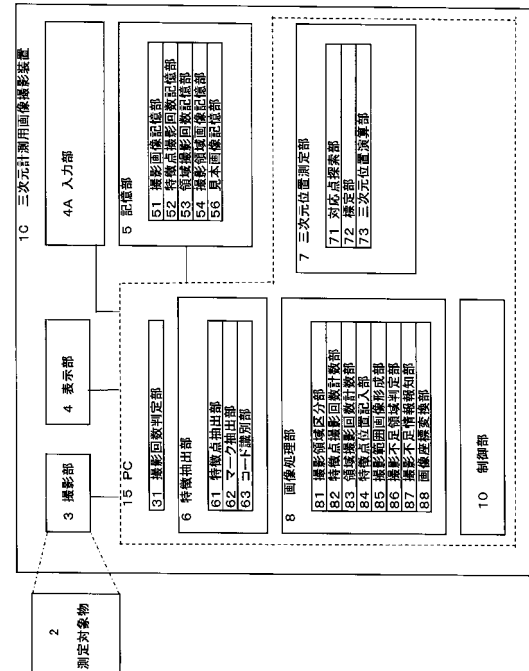 1C 三次元計測用画像撮影装置
2
測定対象物
3 撮影部
4 表示部
4A 入力部
5 記憶部
51 撮影画像記憶部
52 特徴点撮影回数記憶部
53 領域撮影回数記憶部
54 撮影領域画像記憶部
56 見本画像記憶部
15 PC
31 撮影回数判定部
6 特徴抽出部
61 特徴点抽出部
62 マーク抽出部
63 コード識別部
7 三次元位置測定部
71 対応点探索部
72 標定部
73 三次元位置演算部
8 画像処理部
81 撮影領域区分部
82 特徴点撮影回数計数部
83 領域撮影回数計数部
84 特徴点位置記入部
85 撮影範囲画像形成部
86 撮影不足領域判定部
87 撮影不足情報報知部
88 画像座標変換部
10 制御部